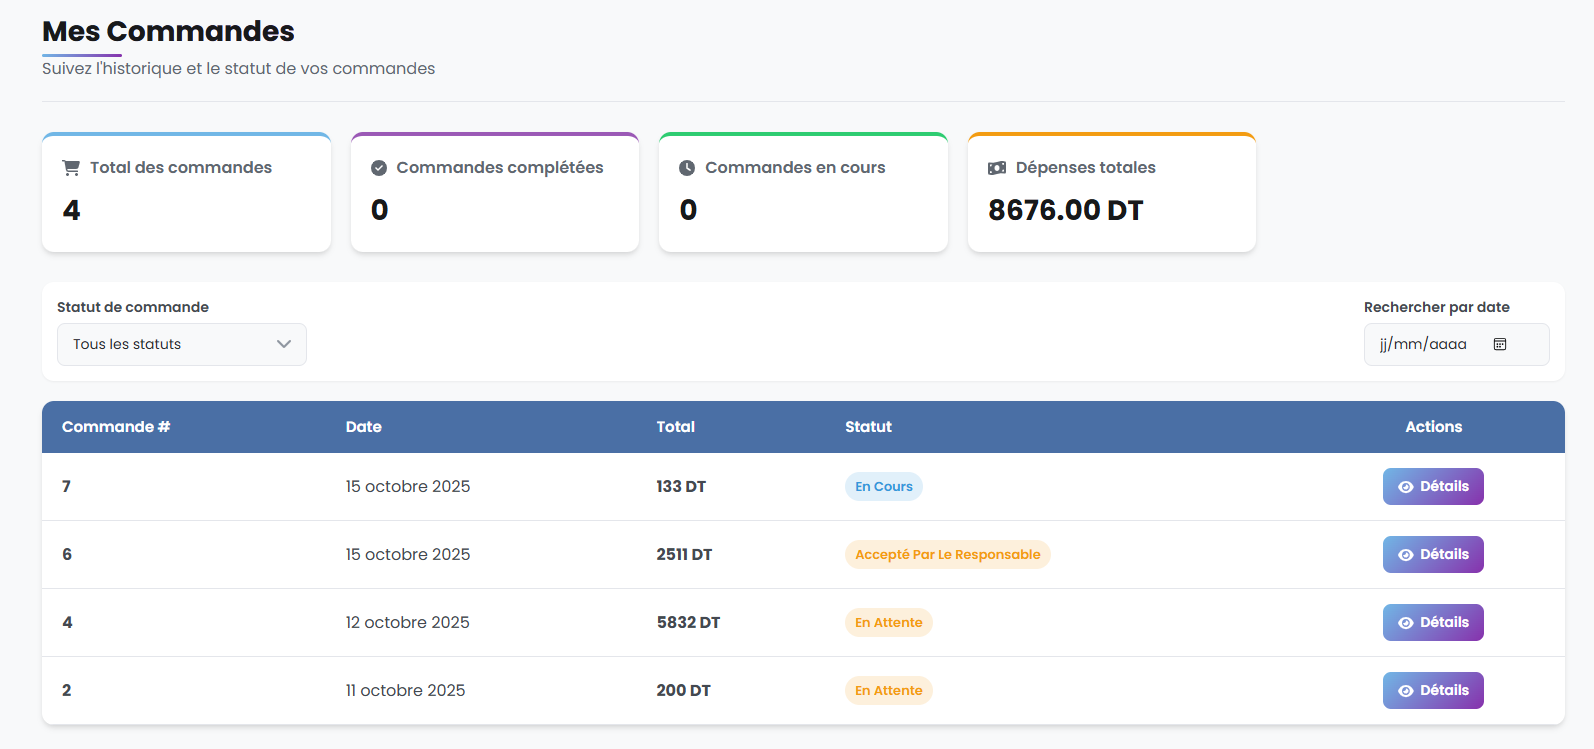 Mes Commandes
Suivez l'historique et le statut de vos commandes
Total des commandes
4
Commandes complétées
0
Commandes en cours
0
Dépenses totales
8676.00 DT
Statut de commande
Tous les statuts
Rechercher par date
jj/mm/aaaa
Commande # Date Total Statut Actions
7 15 octobre 2025 133 DT En Cours Détails
6 15 octobre 2025 2511 DT Accepté Par Le Responsable Détails
4 12 octobre 2025 5832 DT En Attente Détails
2 11 octobre 2025 200 DT En Attente Détails